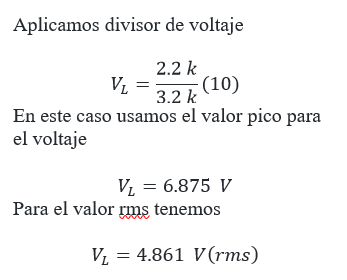 Aplicamos divisor de voltaje
V_L = 2.2 k / 3.2 k (10)
En este caso usamos el valor pico para
el voltaje
V_L = 6.875 V
Para el valor rms tenemos
V_L = 4.861 V(rms)